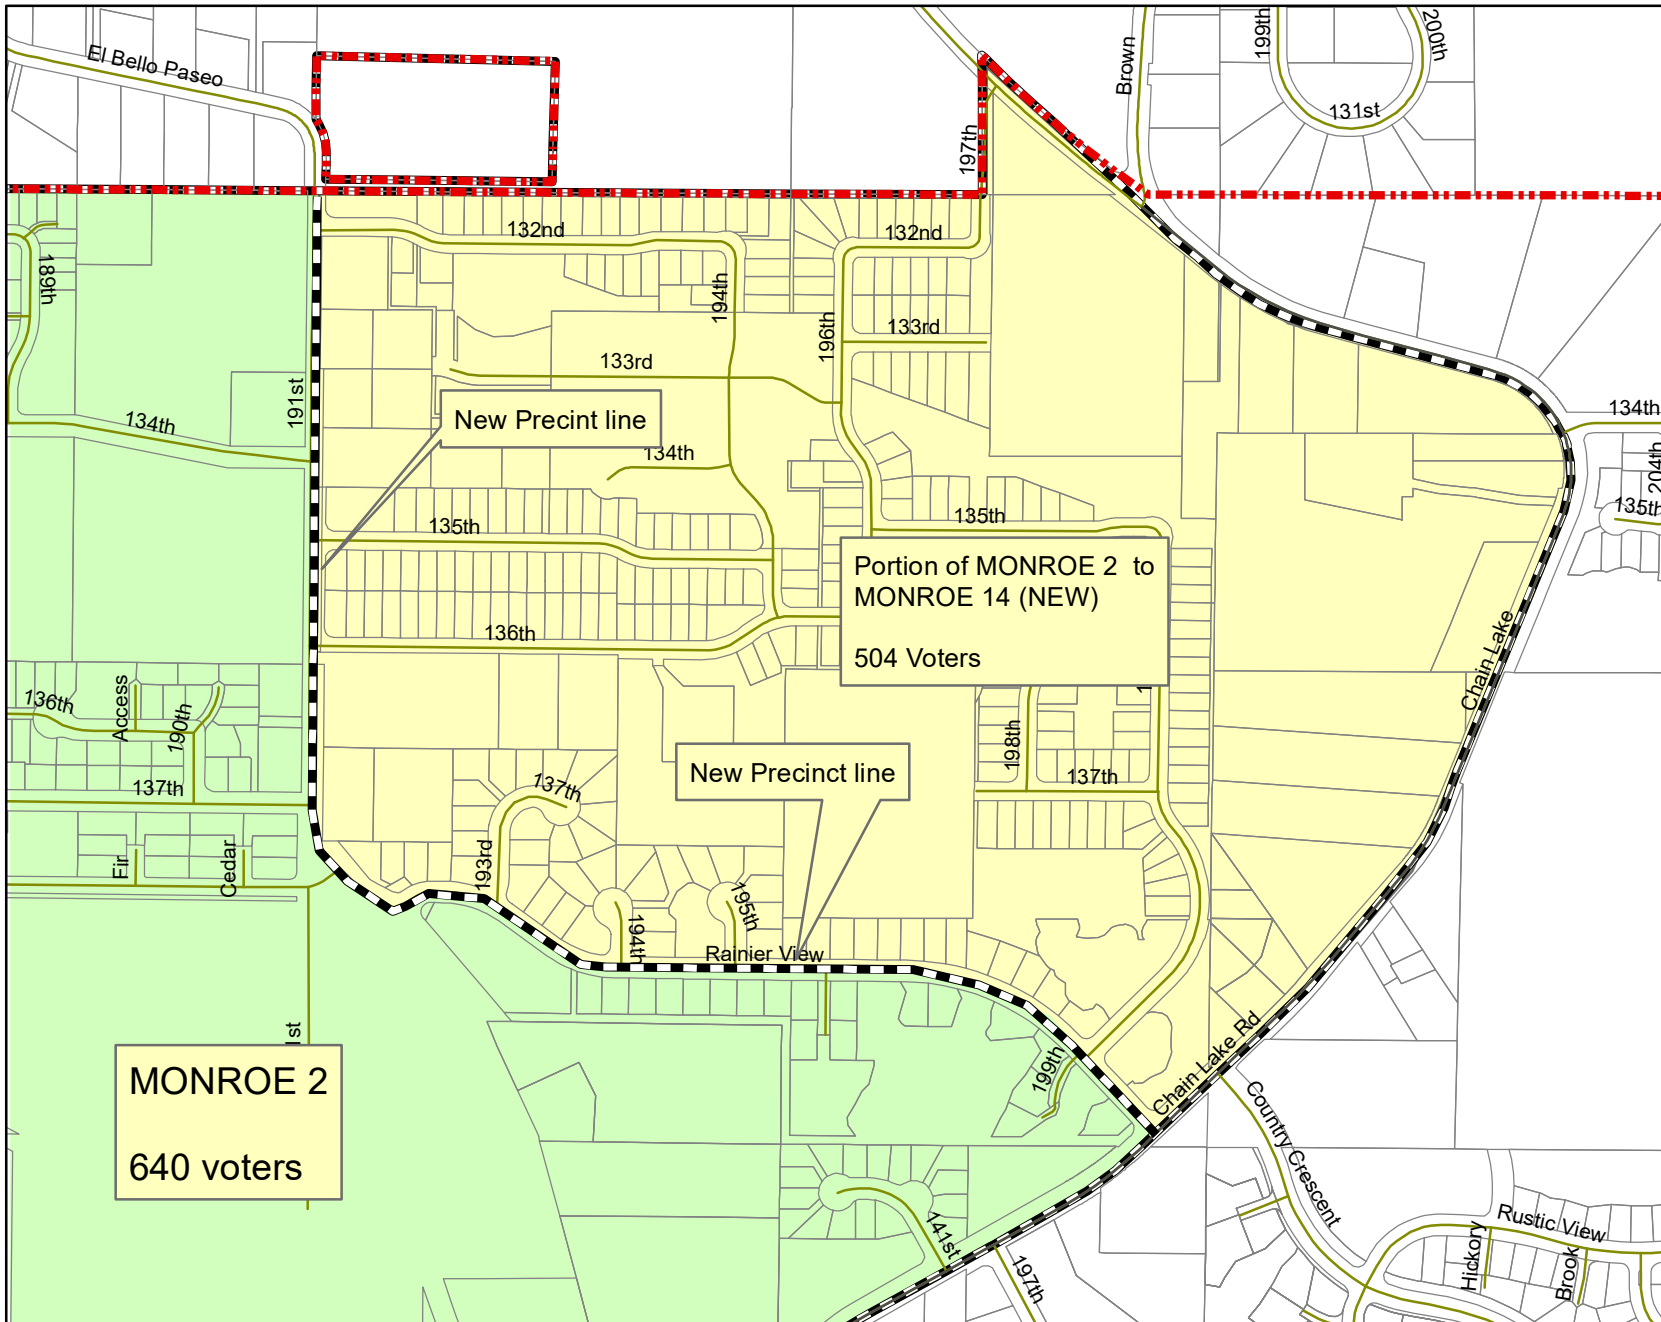 El Bello Paseo
Brown
199th
200th
131st
197th
132nd
132nd
189th
194th
196th
133rd
133rd
191st
134th
New Precint line
134th
134th
204th
135th
135th
135th
Portion of MONROE 2 to
MONROE 14 (NEW)
504 Voters
136th
Chain Lake
136th
Access
190th
137th
198th
137th
New Precinct line
137th
193rd
Fir
Cedar
194th
195th
Rainier View
1st
MONROE 2
640 voters
199th
Chain Lake Rd
Country Crescent
141st
197th
Rustic View
Hickory
Brook